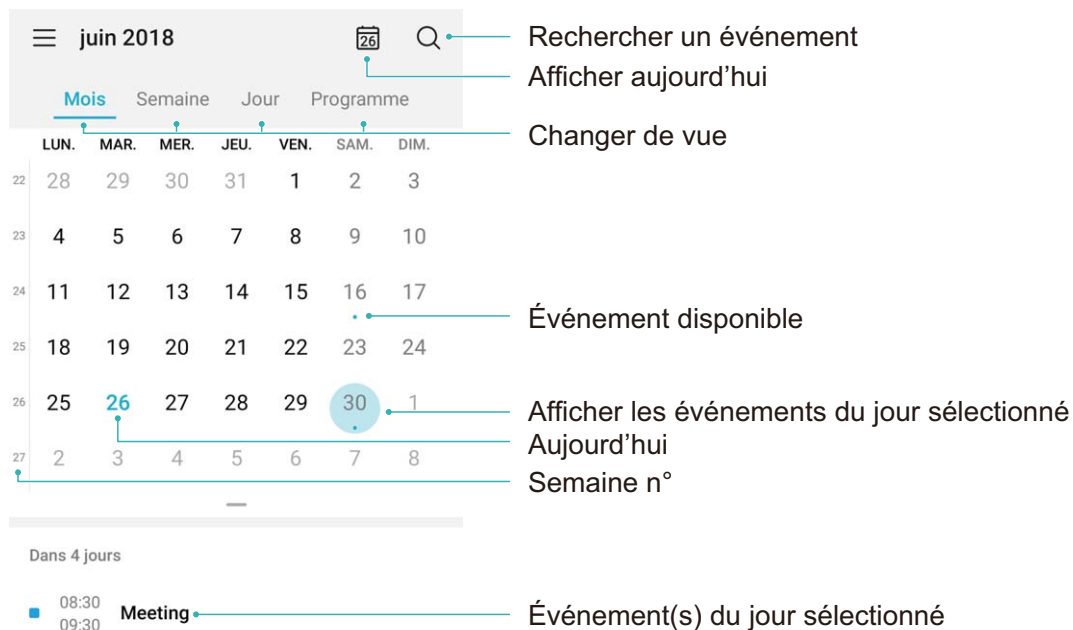 juin 2018 26 Rechercher un événement
Afficher aujourd’hui
Mois Semaine Jour Programme
Changer de vue
LUN. MAR. MER. JEU. VEN. SAM. DIM.
22 28 29 30 31 1 2 3
23 4 5 6 7 8 9 10
24 11 12 13 14 15 16 17
Événement disponible
25 18 19 20 21 22 23 24
26 25 26 27 28 29 30 1
Afficher les événements du jour sélectionné
Aujourd’hui
27 2 3 4 5 6 7 8
Semaine n°
Dans 4 jours
08:30
Meeting Événement(s) du jour sélectionné
09:30